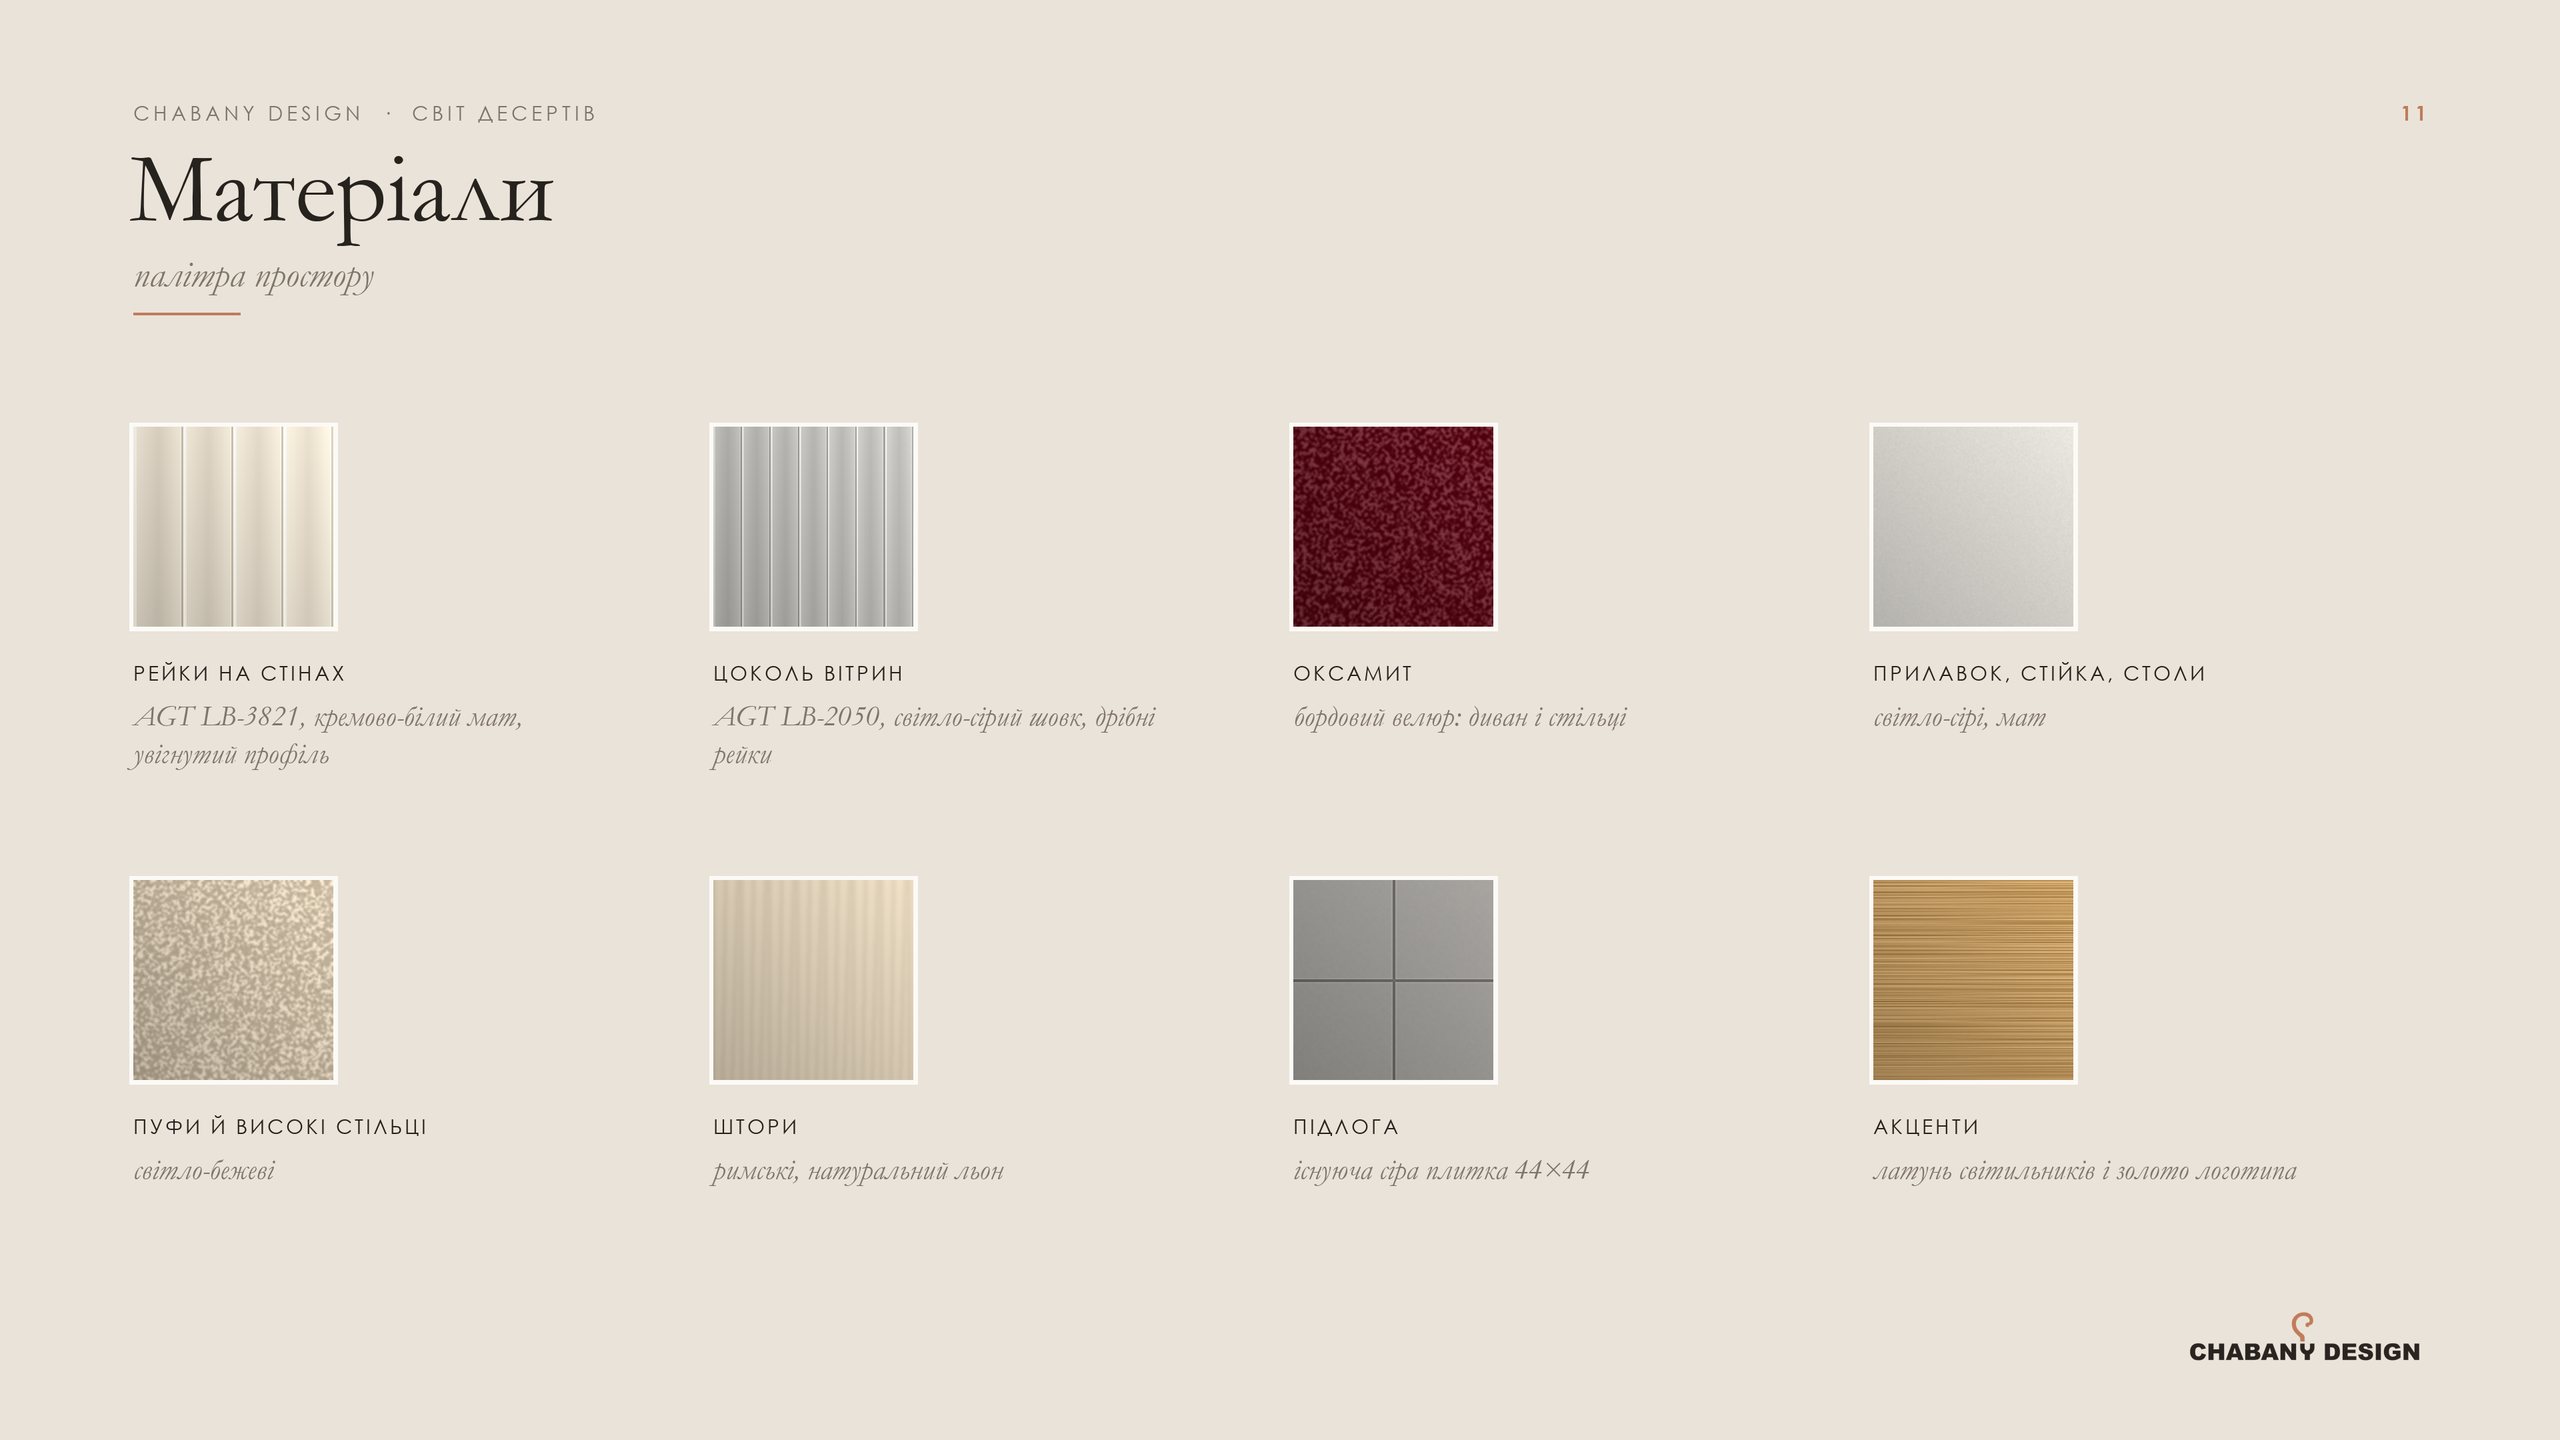 CHABANY DESIGN · СВІТ ДЕСЕРТІВ
11
Матеріали
палітра простору
РЕЙКИ НА СТІНАХ
AGT LB-3821, кремово-білий мат,
увігнутий профіль
ЦОКОЛЬ ВІТРИН
AGT LB-2050, світло-сірий шовк, дрібні
рейки
ОКСАМИТ
бордовий велюр: диван і стільці
ПРИЛАВОК, СТІЙКА, СТОЛИ
світло-сірі, мат
ПУФИ Й ВИСОКІ СТІЛЬЦІ
світло-бежеві
ШТОРИ
римські, натуральний льон
ПІДЛОГА
існуюча сіра плитка 44×44
АКЦЕНТИ
латунь світильників і золото логотипа
CHABANY DESIGN